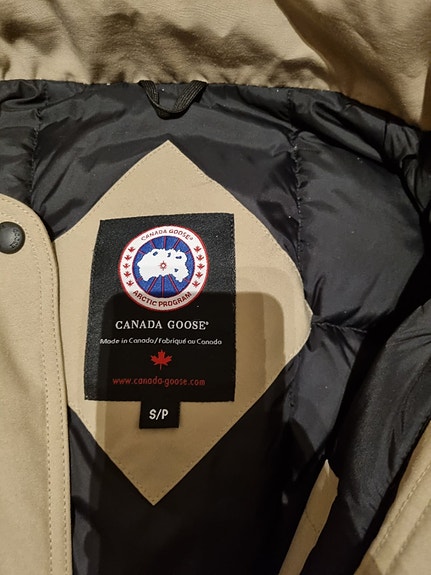 CANADA GOOSE®
ARCTIC PROGRAM
CANADA GOOSE®
Made in Canada/Fabriqué au Canada
www.canada-goose.com
S/P